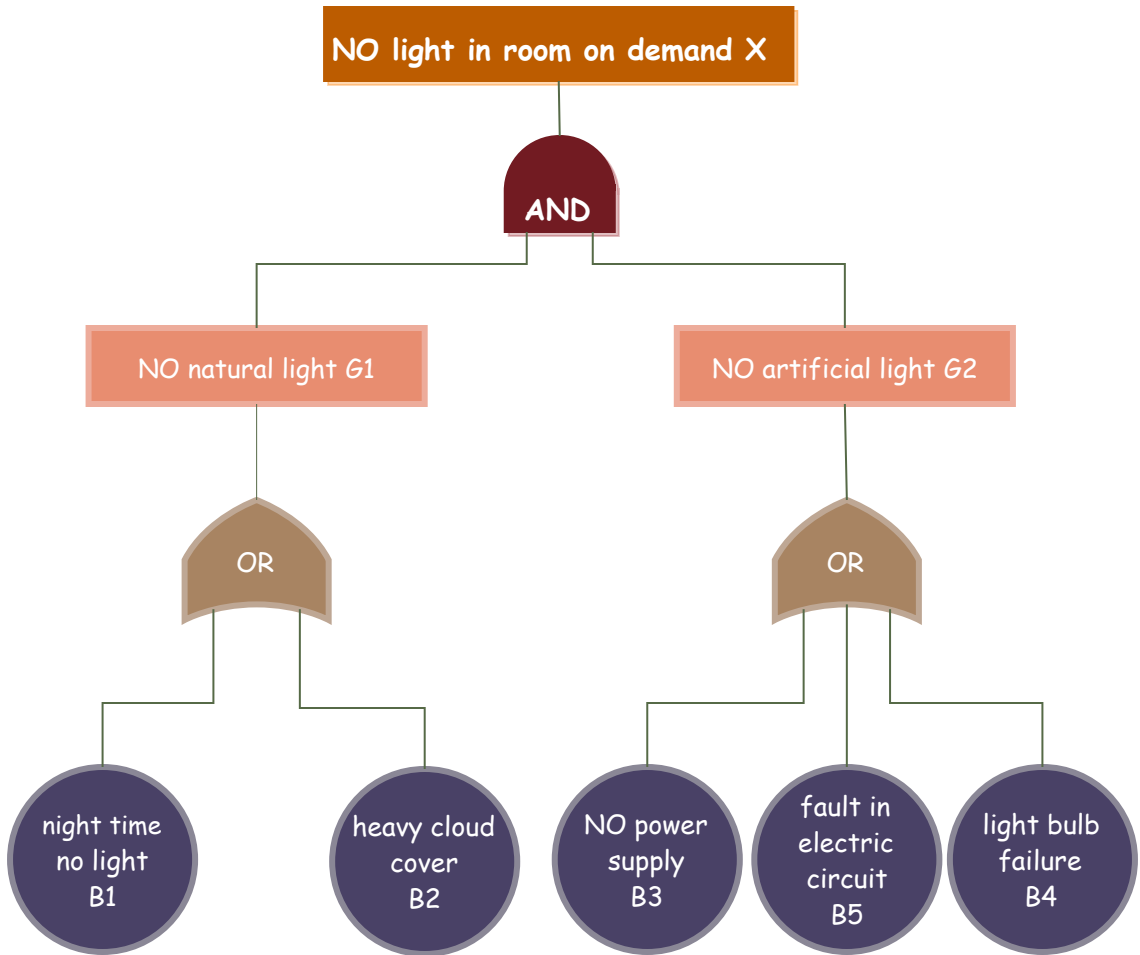 NO light in room on demand X
AND
NO natural light G1
NO artificial light G2
OR
OR
night time
no light
B1
heavy cloud
cover
B2
NO power
supply
B3
fault in
electric
circuit
B5
light bulb
failure
B4